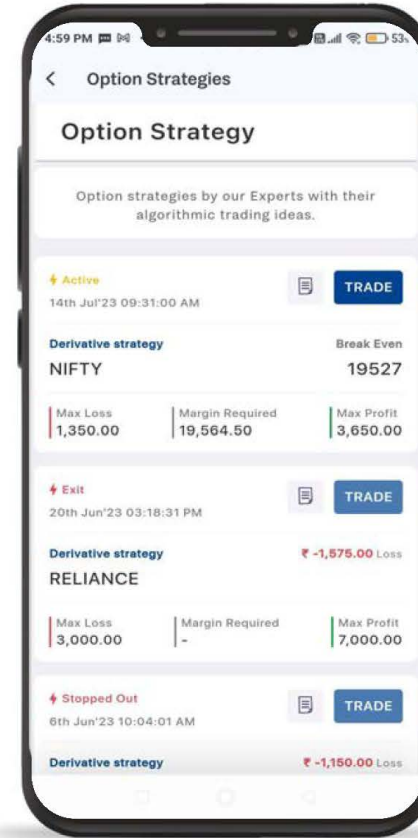 4:59 PM
53%
Option Strategies
Option Strategy
Option strategies by our Experts with their
algorithmic trading ideas.
Active
TRADE
14th Jul'23 09:31:00 AM
Derivative strategy Break Even
NIFTY 19527
Max Loss Margin Required Max Profit
1,350.00 19,564.50 3,650.00
Exit
TRADE
20th Jun'23 03:18:31 PM
Derivative strategy ₹ -1,575.00 Loss
RELIANCE
Max Loss Margin Required Max Profit
3,000.00 - 7,000.00
Stopped Out
TRADE
6th Jun'23 10:04:01 AM
Derivative strategy ₹ -1,150.00 Loss